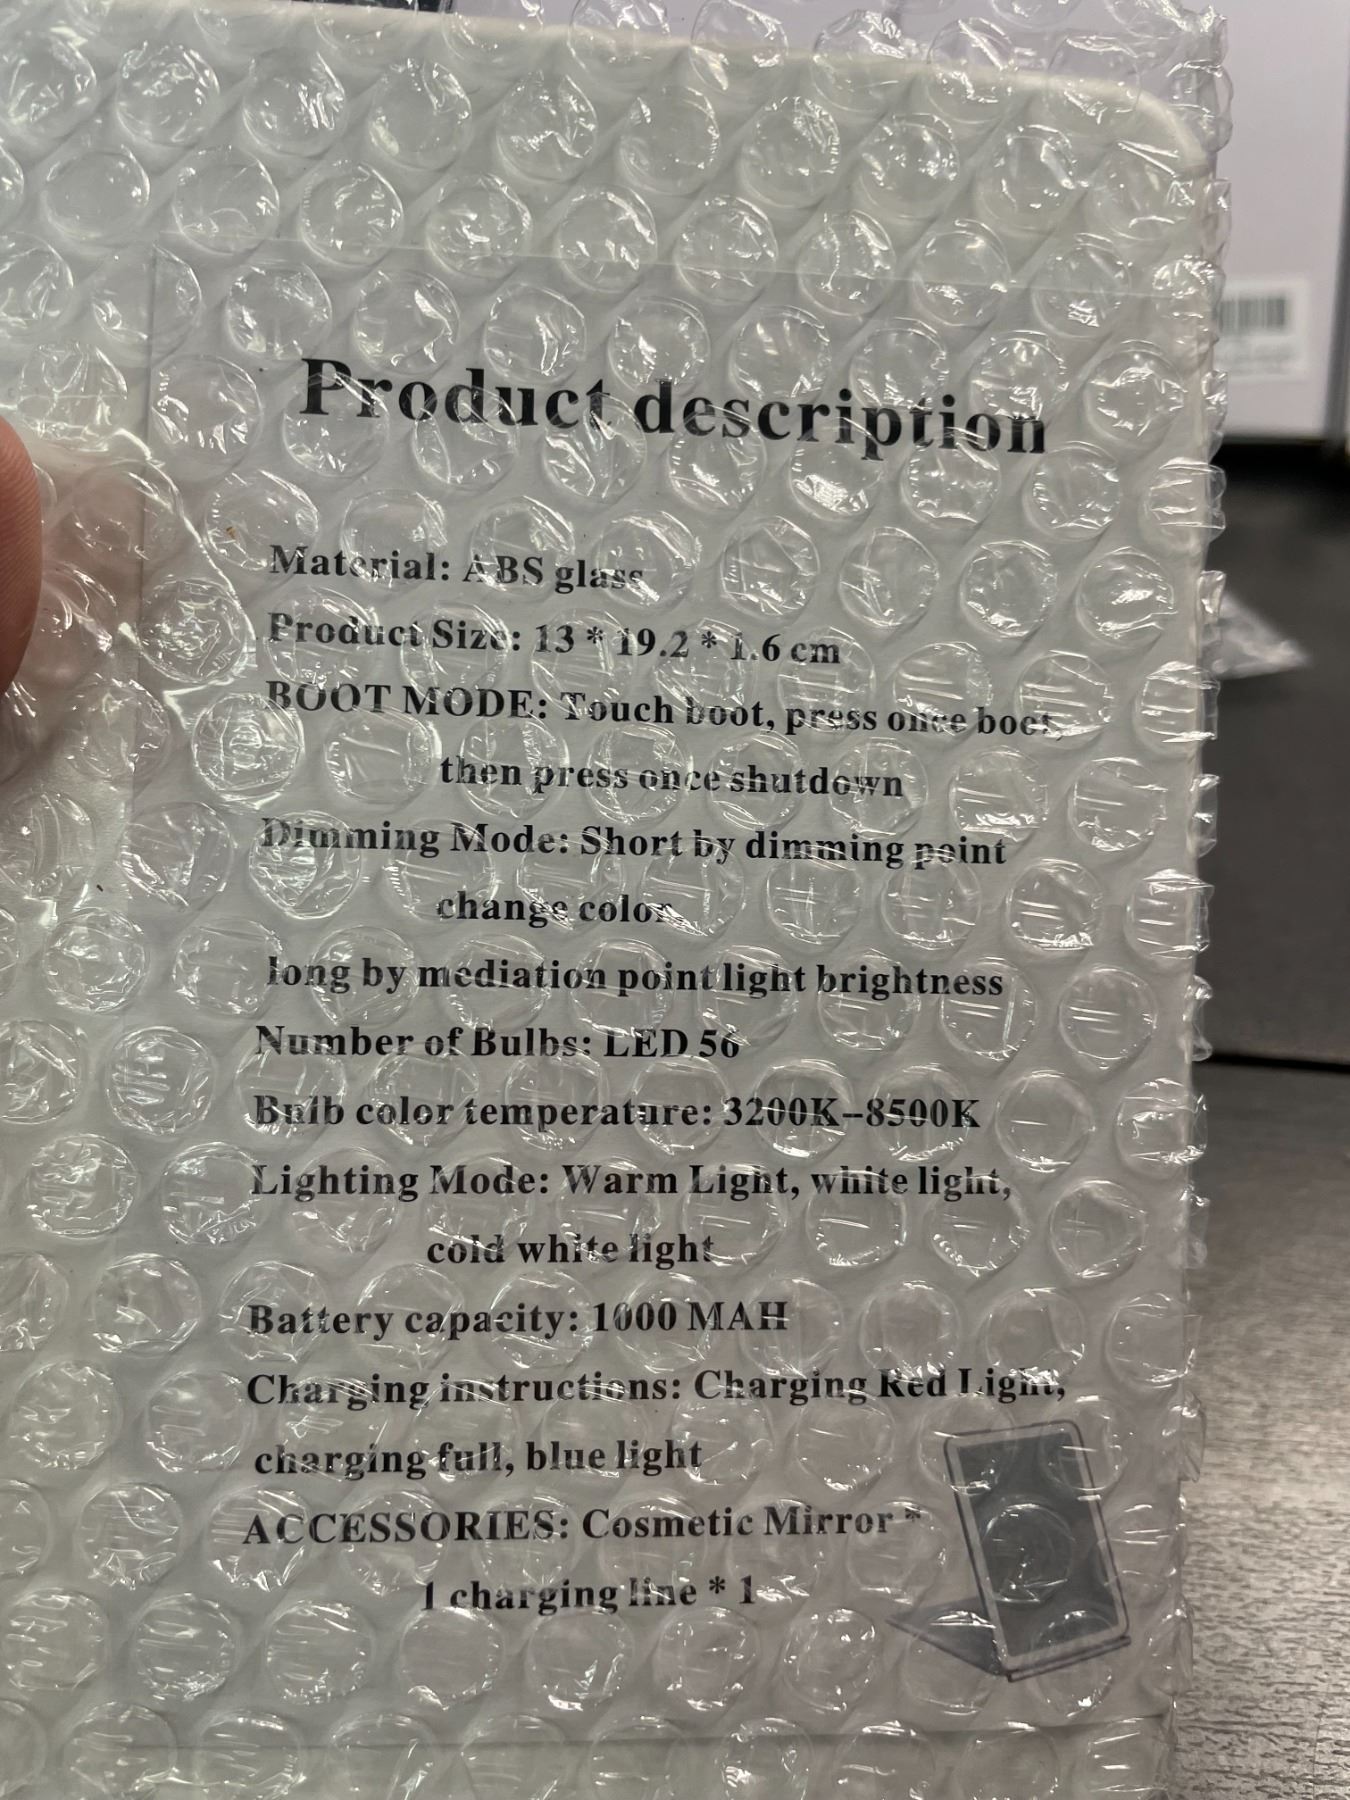 Product description
Material: ABS glass
Product Size: 13 * 19.2 * 1.6 cm
BOOT MODE: Touch boot, press once boot,
then press once shutdown
Dimming Mode: Short by dimming point
change color,
long by mediation point light brightness
Number of Bulbs: LED 56
Bulb color temperature: 3200K-8500K
Lighting Mode: Warm Light, white light,
cold white light
Battery capacity: 1000 MAH
Charging instructions: Charging Red Light,
charging full, blue light
ACCESSORIES: Cosmetic Mirror *
1 charging line * 1